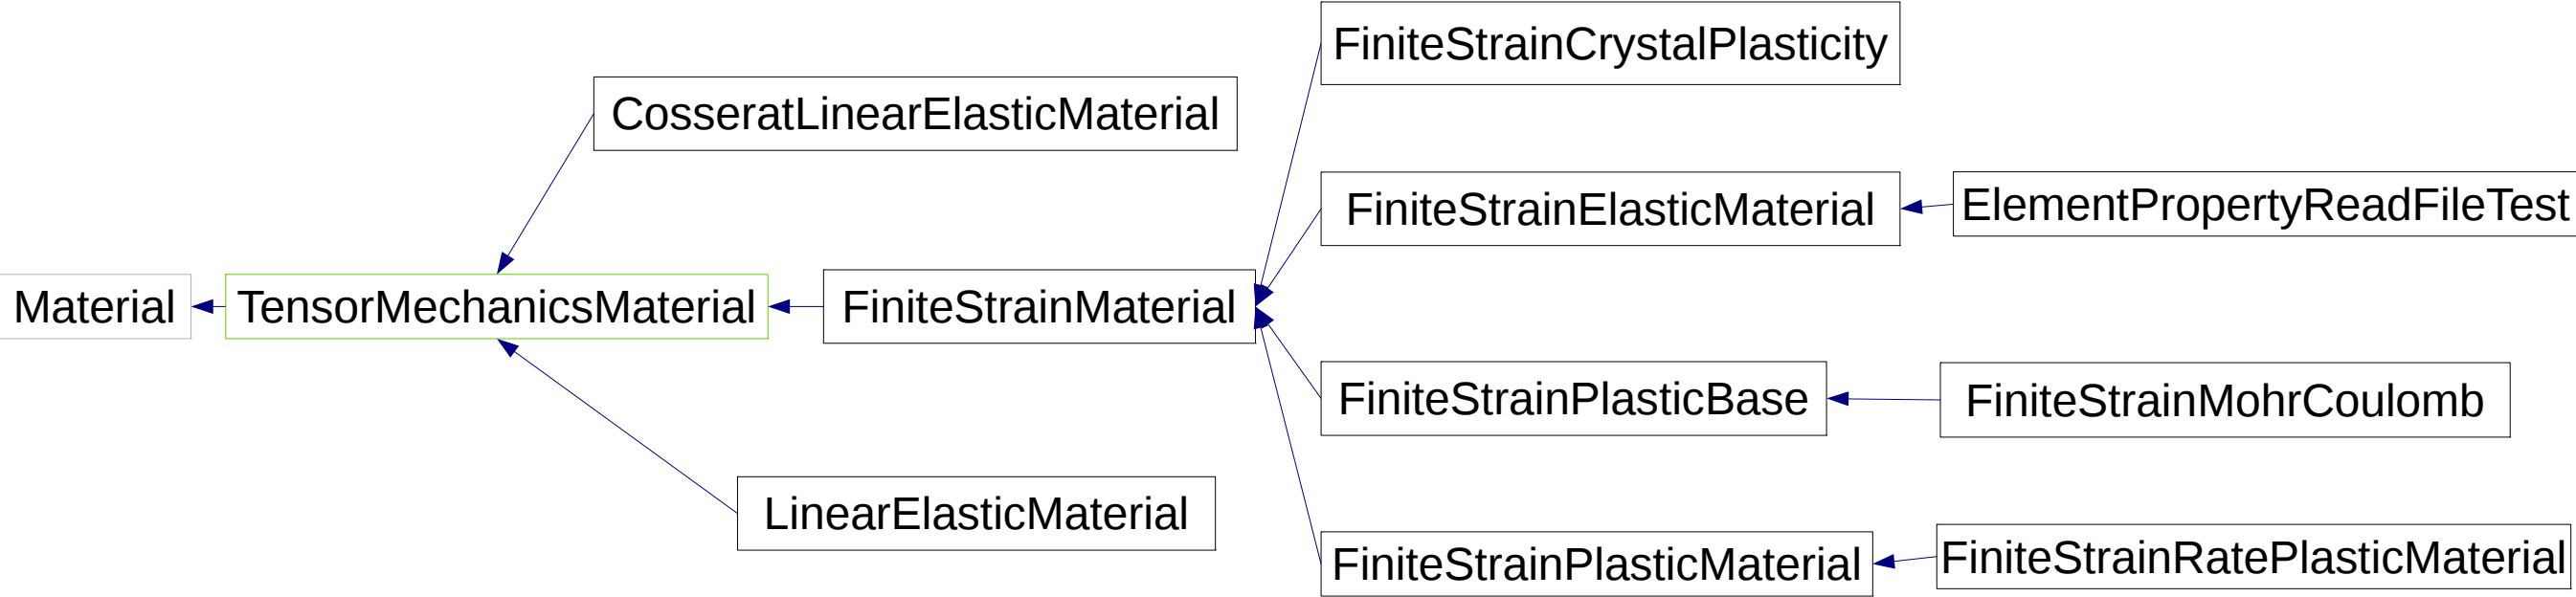 FiniteStrainCrystalPlasticity
CosseratLinearElasticMaterial
FiniteStrainElasticMaterial
ElementPropertyReadFileTest
Material
TensorMechanicsMaterial
FiniteStrainMaterial
FiniteStrainPlasticBase
FiniteStrainMohrCoulomb
LinearElasticMaterial
FiniteStrainPlasticMaterial
FiniteStrainRatePlasticMaterial